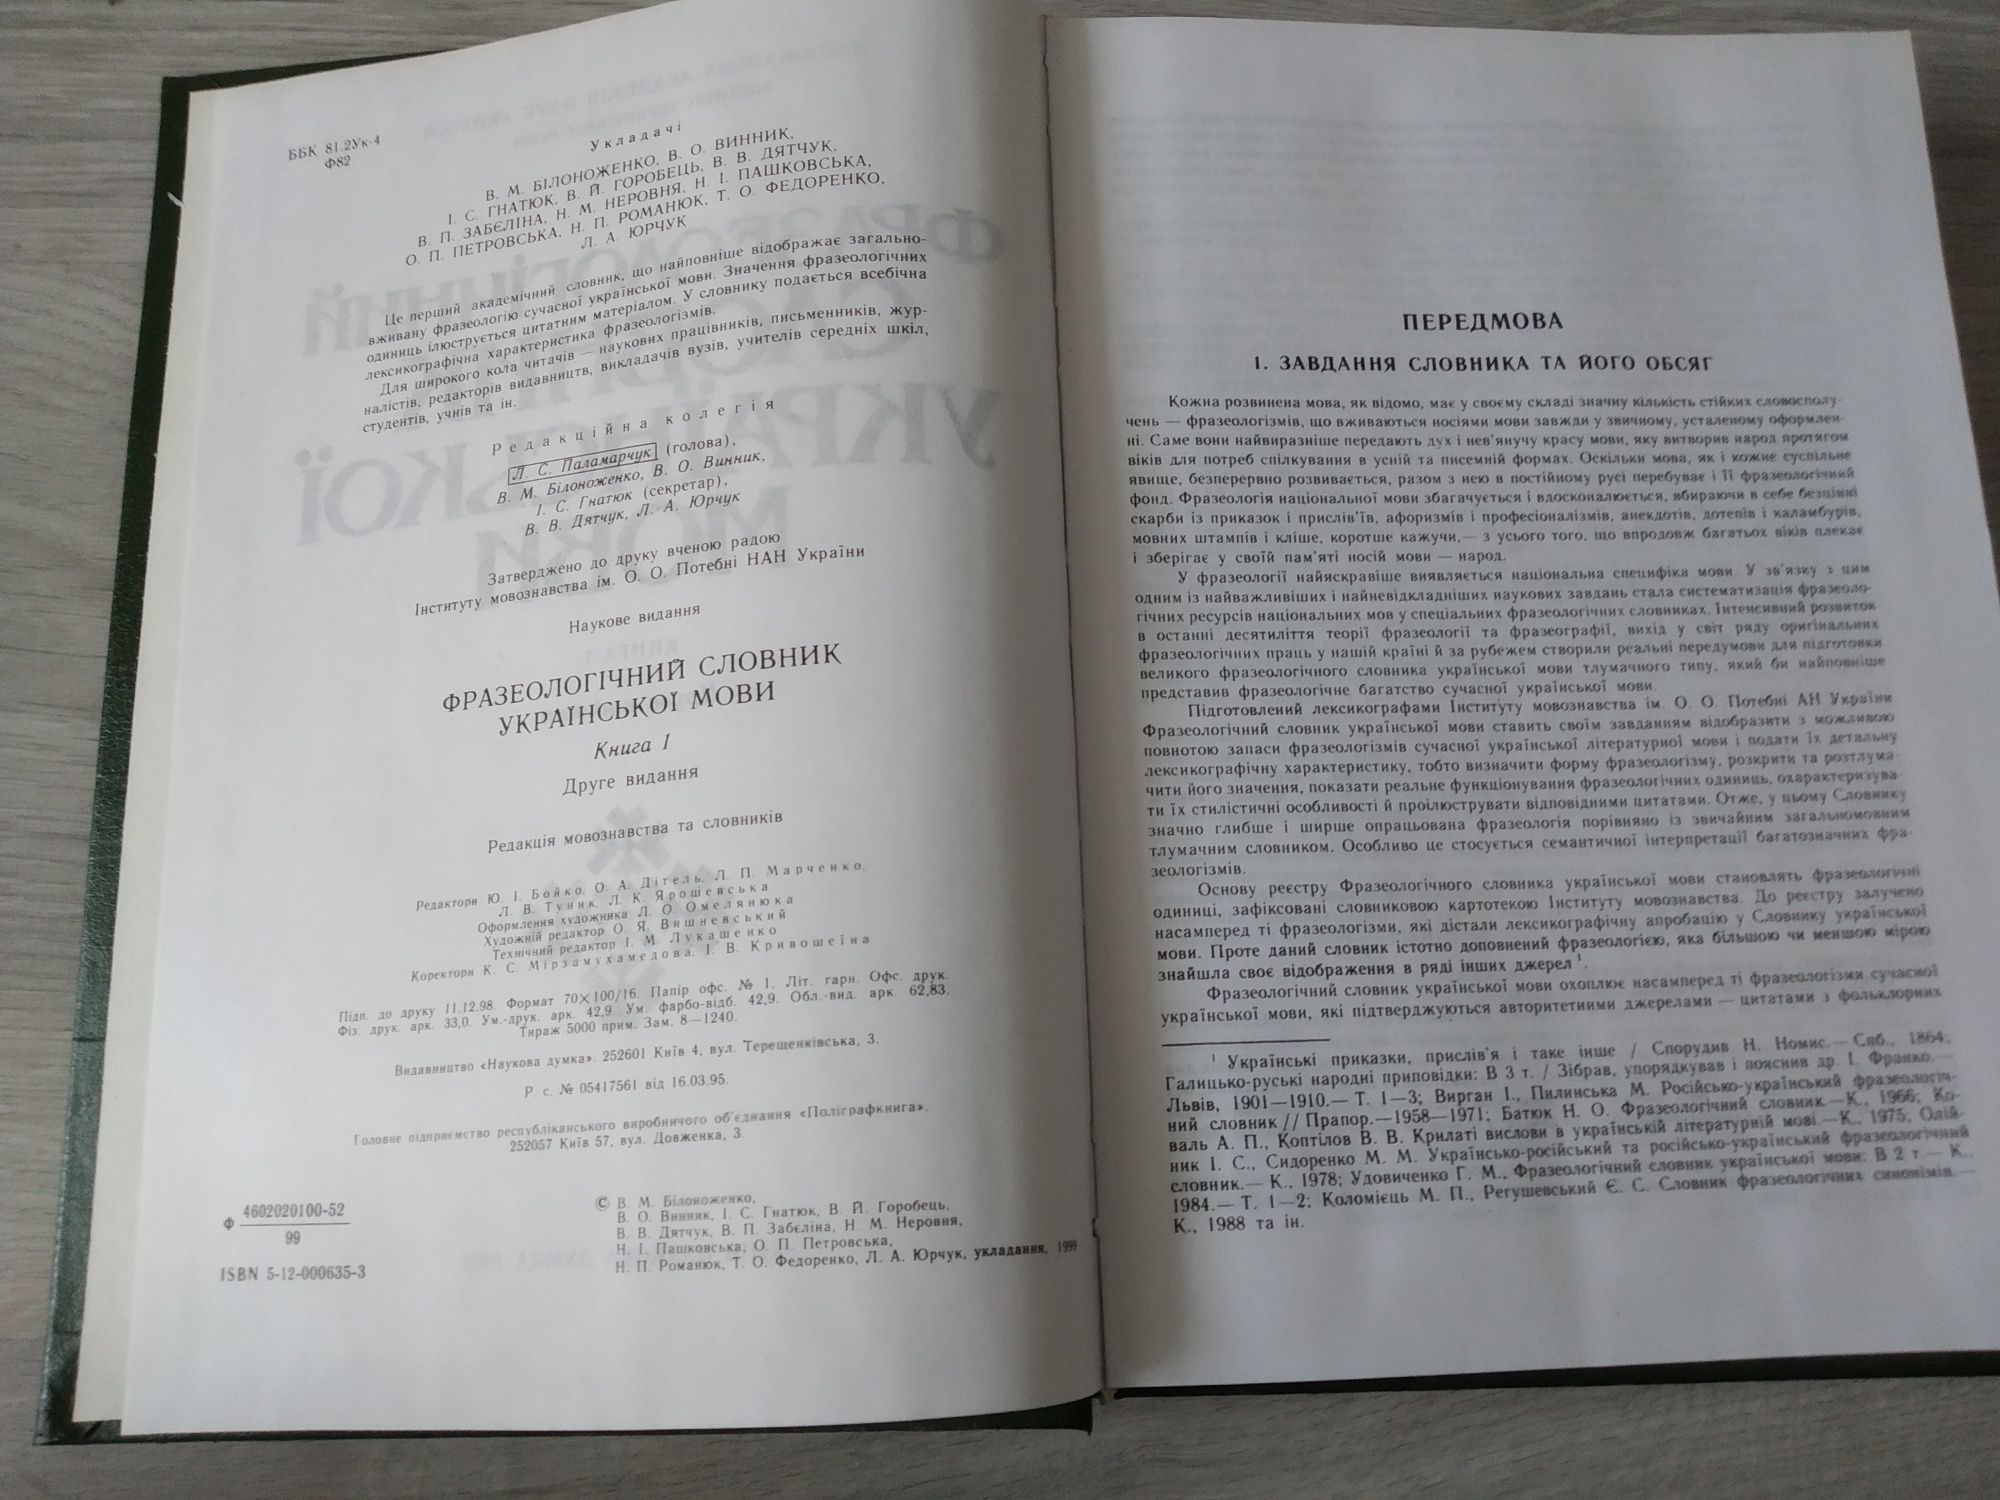 ББК 81.2Ук-4
Ф82
Укладачі
В. М. БІЛОНОЖЕНКО, В. О. ВИННИК,
І. С. ГНАТЮК, В. Й. ГОРОБЕЦЬ, В. В. ДЯТЧУК,
В. П. ЗАБЄЛІНА, Н. М. НЕРОВНЯ, Н. І. ПАШКОВСЬКА,
О. П. ПЕТРОВСЬКА, Н. П. РОМАНЮК, Т. О. ФЕДОРЕНКО,
Л. А. ЮРЧУК
Це перший академічний словник, що найповніше відображає загально-
вживану фразеологію сучасної української мови. Значення фразеологічних
одиниць ілюструється цитатним матеріалом. У словнику подається всебічна
лексикографічна характеристика фразеологізмів.
Для широкого кола читачів — наукових працівників, письменників, жур-
налістів, редакторів видавництв, викладачів вузів, учителів середніх шкіл,
студентів, учнів та ін.
Редакційна колегія
Л. С. Паламарчук (голова),
В. М. Білоноженко, В. О. Винник,
І. С. Гнатюк (секретар),
В. В. Дятчук, Л. А. Юрчук
Затверджено до друку вченою радою
Інституту мовознавства ім. О. О. Потебні НАН України
Наукове видання
ФРАЗЕОЛОГІЧНИЙ СЛОВНИК
УКРАЇНСЬКОЇ МОВИ
Книга 1
Друге видання
Редакція мовознавства та словників
Редактори Ю. І. Бойко, О. А. Дітель, Л. П. Марченко,
Л. В. Туник, Л. К. Ярошевська
Оформлення художника Л. О. Омелянюка
Художній редактор О. Я. Вишневський
Технічний редактор І. М. Лукашенко
Коректори К. С. Мірзамухамедова, І. В. Кривошеїна
Підп. до друку 11.12.98. Формат 70×100/16. Папір офс. № 1. Літ. гарн. Офс. друк.
Фіз. друк. арк. 33,0. Ум.-друк. арк. 42,9. Ум. фарбо-відб. 42,9. Обл.-вид. арк. 62,83.
Тираж 5000 прим. Зам. 8—1240.
Видавництво «Наукова думка». 252601 Київ 4, вул. Терещенківська, 3.
Р. с. № 05417561 від 16.03.95.
Головне підприємство республіканського виробничого об'єднання «Поліграфкнига»,
252057 Київ 57, вул. Довженка, 3.
Ф 4602020100-52
99
ISBN 5-12-000635-3
© В. М. Білоноженко,
В. О. Винник, І. С. Гнатюк, В. Й. Горобець,
В. В. Дятчук, В. П. Забєліна, Н. М. Неровня,
Н. І. Пашковська, О. П. Петровська,
Н. П. Романюк, Т. О. Федоренко, Л. А. Юрчук, укладання, 1999
ПЕРЕДМОВА
1. ЗАВДАННЯ СЛОВНИКА ТА ЙОГО ОБСЯГ
Кожна розвинена мова, як відомо, має у своєму складі значну кількість стійких словосполу-
чень — фразеологізмів, що вживаються носіями мови завжди у звичному, усталеному оформлен-
ні. Саме вони найвиразніше передають дух і нев'янучу красу мови, яку витворив народ протягом
віків для потреб спілкування в усній та писемній формах. Оскільки мова, як і кожне суспільне
явище, безперервно розвивається, разом з нею в постійному русі перебуває і її фразеологічний
фонд. Фразеологія національної мови збагачується і вдосконалюється, вбираючи в себе безцінні
скарби із приказок і прислів'їв, афоризмів і професіоналізмів, анекдотів, дотепів і каламбурів,
мовних штампів і кліше, коротше кажучи,— з усього того, що впродовж багатьох віків плекає
і зберігає у своїй пам'яті носій мови — народ.
У фразеології найяскравіше виявляється національна специфіка мови. У зв'язку з цим
одним із найважливіших і найневідкладніших наукових завдань стала систематизація фразеоло-
гічних ресурсів національних мов у спеціальних фразеологічних словниках. Інтенсивний розвиток
в останні десятиліття теорії фразеології та фразеографії, вихід у світ ряду оригінальних
фразеологічних праць у нашій країні й за рубежем створили реальні передумови для підготовки
великого фразеологічного словника української мови тлумачного типу, який би найповніше
представив фразеологічне багатство сучасної української мови.
Підготовлений лексикографами Інституту мовознавства ім. О. О. Потебні АН України
Фразеологічний словник української мови ставить своїм завданням відобразити з можливою
повнотою запаси фразеологізмів сучасної української літературної мови і подати їх детальну
лексикографічну характеристику, тобто визначити форму фразеологізму, розкрити та розтлума-
чити його значення, показати реальне функціонування фразеологічних одиниць, охарактеризува-
ти їх стилістичні особливості й проілюструвати відповідними цитатами. Отже, у цьому Словнику
значно глибше і ширше опрацьована фразеологія порівняно із звичайним загальномовним
тлумачним словником. Особливо це стосується семантичної інтерпретації багатозначних фра-
зеологізмів.
Основу реєстру Фразеологічного словника української мови становлять фразеологічні
одиниці, зафіксовані словниковою картотекою Інституту мовознавства. До реєстру залучено
насамперед ті фразеологізми, які дістали лексикографічну апробацію у Словнику української
мови. Проте даний словник істотно доповнений фразеологією, яка більшою чи меншою мірою
знайшла своє відображення в ряді інших джерел¹.
Фразеологічний словник української мови охоплює насамперед ті фразеологізми сучасної
української мови, які підтверджуються авторитетними джерелами — цитатами з фольклорних
¹ Українські приказки, прислів'я і таке інше / Спорудив Н. Номис.— Спб., 1864;
Галицько-руські народні приповідки: В 3 т. / Зібрав, упорядкував і пояснив др. І. Франко.—
Львів, 1901—1910.— Т. 1—3; Вирган І., Пилинська М. Російсько-український фразеологіч-
ний словник // Прапор.—1958—1971; Батюк Н. О. Фразеологічний словник.—К., 1966; Ко-
валь А. П., Коптілов В. В. Крилаті вислови в українській літературній мові.—К., 1975; Олій-
ник І. С., Сидоренко М. М. Українсько-російський та російсько-український фразеологічний
словник.— К., 1978; Удовиченко Г. М., Фразеологічний словник української мови: В 2 т.— К.,
1984.— Т. 1—2; Коломієць М. П., Регушевський Є. С. Словник фразеологічних синонімів.—
К., 1988 та ін.